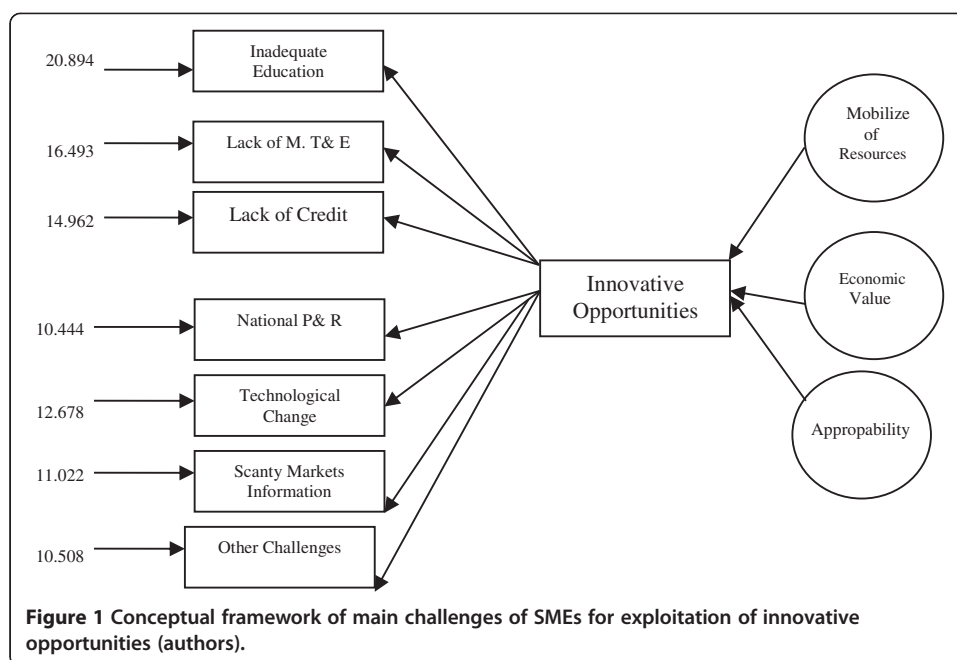 20.894
Inadequate
Education
16.493
Lack of M. T& E
14.962
Lack of Credit
10.444
National P& R
12.678
Technological
Change
11.022
Scanty Markets
Information
10.508
Other Challenges
Innovative
Opportunities
Mobilize
of
Resources
Economic
Value
Appropability
Figure 1 Conceptual framework of main challenges of SMEs for exploitation of innovative
opportunities (authors).